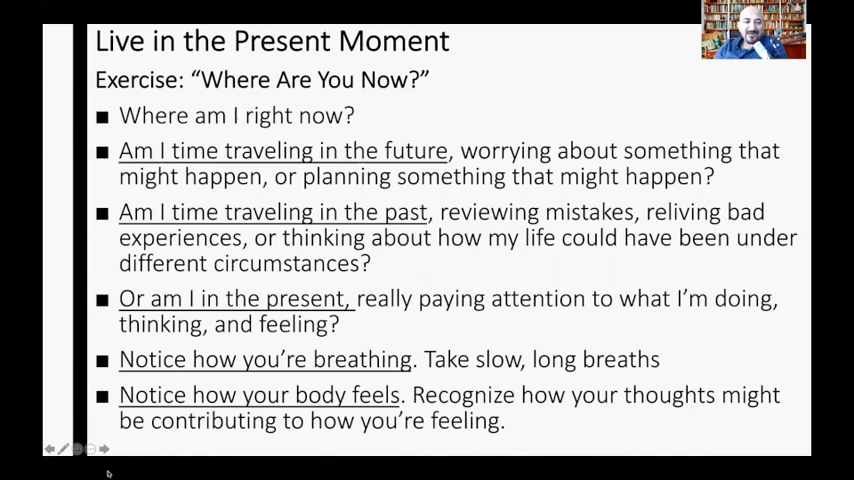 Live in the Present Moment
Exercise: “Where Are You Now?”
■ Where am I right now?
■ Am I time traveling in the future, worrying about something that
might happen, or planning something that might happen?
■ Am I time traveling in the past, reviewing mistakes, reliving bad
experiences, or thinking about how my life could have been under
different circumstances?
■ Or am I in the present, really paying attention to what I’m doing,
thinking, and feeling?
■ Notice how you’re breathing. Take slow, long breaths
■ Notice how your body feels. Recognize how your thoughts might
be contributing to how you’re feeling.